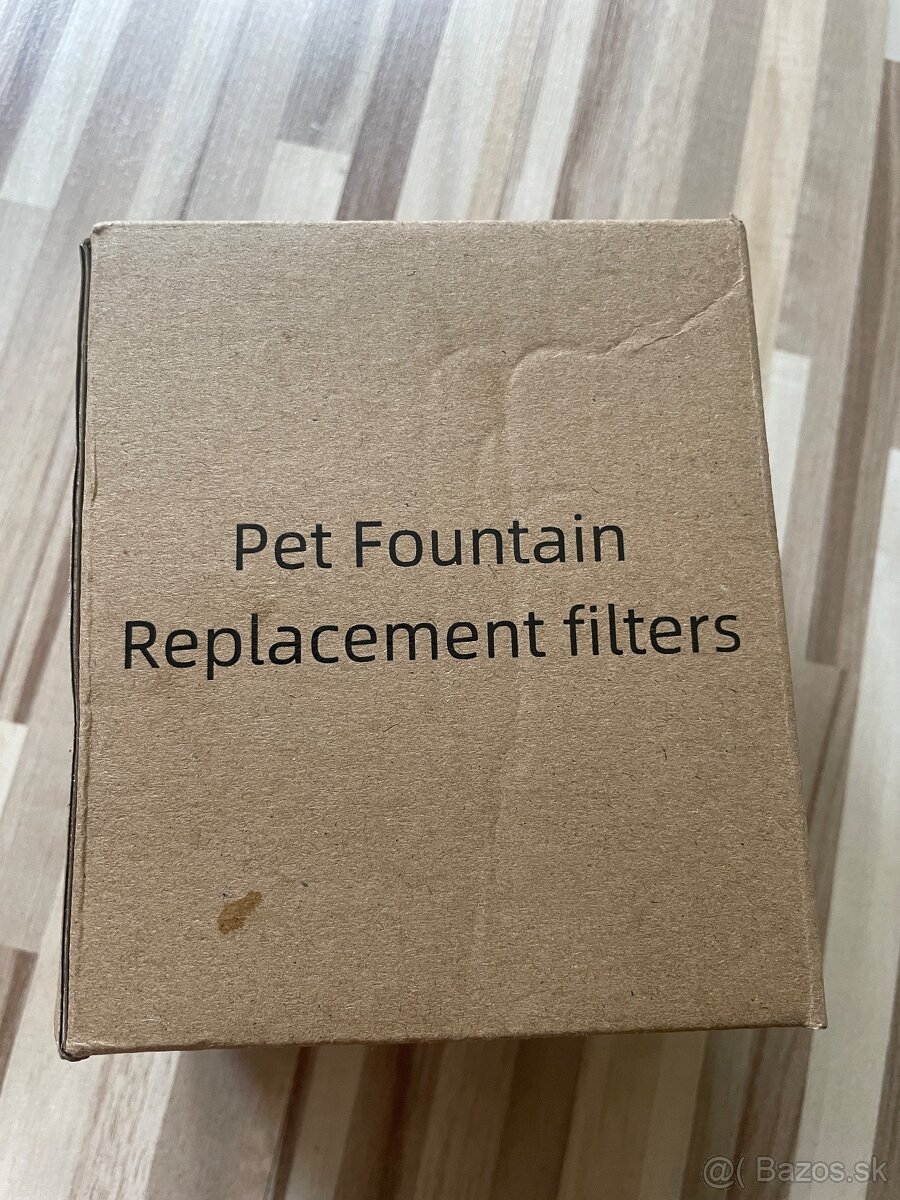 Pet Fountain
Replacement filters
@( Bazos.sk